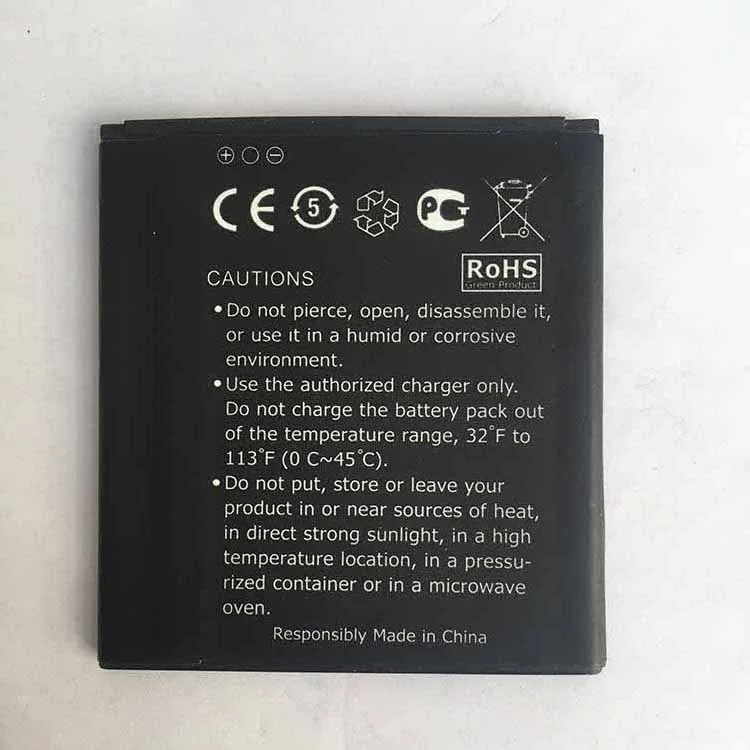 + −
CE 5 PC
RoHS
Green Product
CAUTIONS
• Do not pierce, open, disassemble it,
or use it in a humid or corrosive
environment.
• Use the authorized charger only.
Do not charge the battery pack out
of the temperature range, 32°F to
113°F (0 C~45°C).
• Do not put, store or leave your
product in or near sources of heat,
in direct strong sunlight, in a high
temperature location, in a pressu-
rized container or in a microwave
oven.
Responsibly Made in China